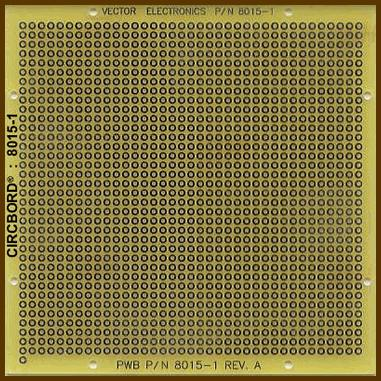 VECTOR ELECTRONICS P/N 8015-1
CIRCBORD® : 8015-1
PWB P/N 8015-1 REV. A